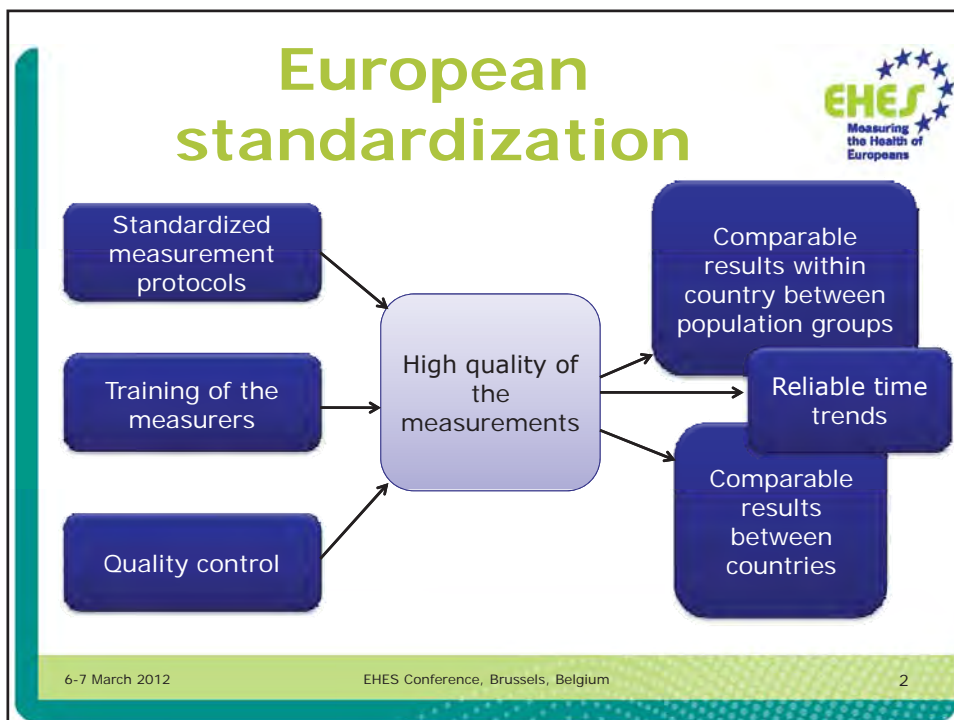 European
standardization
EHES
Measuring
the Health of
Europeans
Standardized
measurement
protocols
Training of the
measurers
Quality control
High quality of
the
measurements
Comparable
results within
country between
population groups
Reliable time
trends
Comparable
results
between
countries
6-7 March 2012
EHES Conference, Brussels, Belgium
2